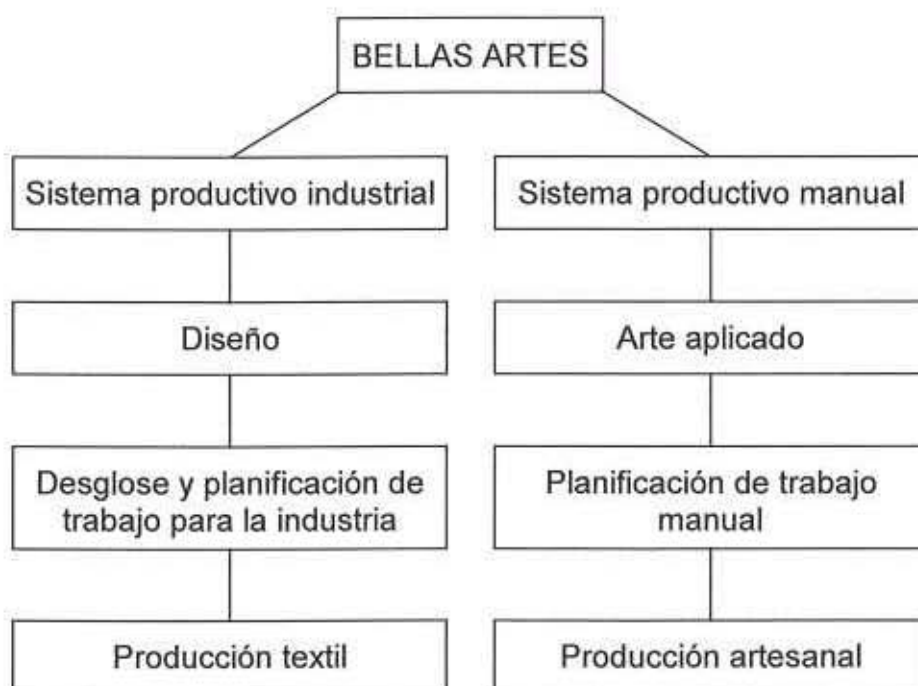 BELLAS ARTES
Sistema productivo industrial
Sistema productivo manual
Diseño
Arte aplicado
Desglose y planificación de
trabajo para la industria
Planificación de trabajo
manual
Producción textil
Producción artesanal